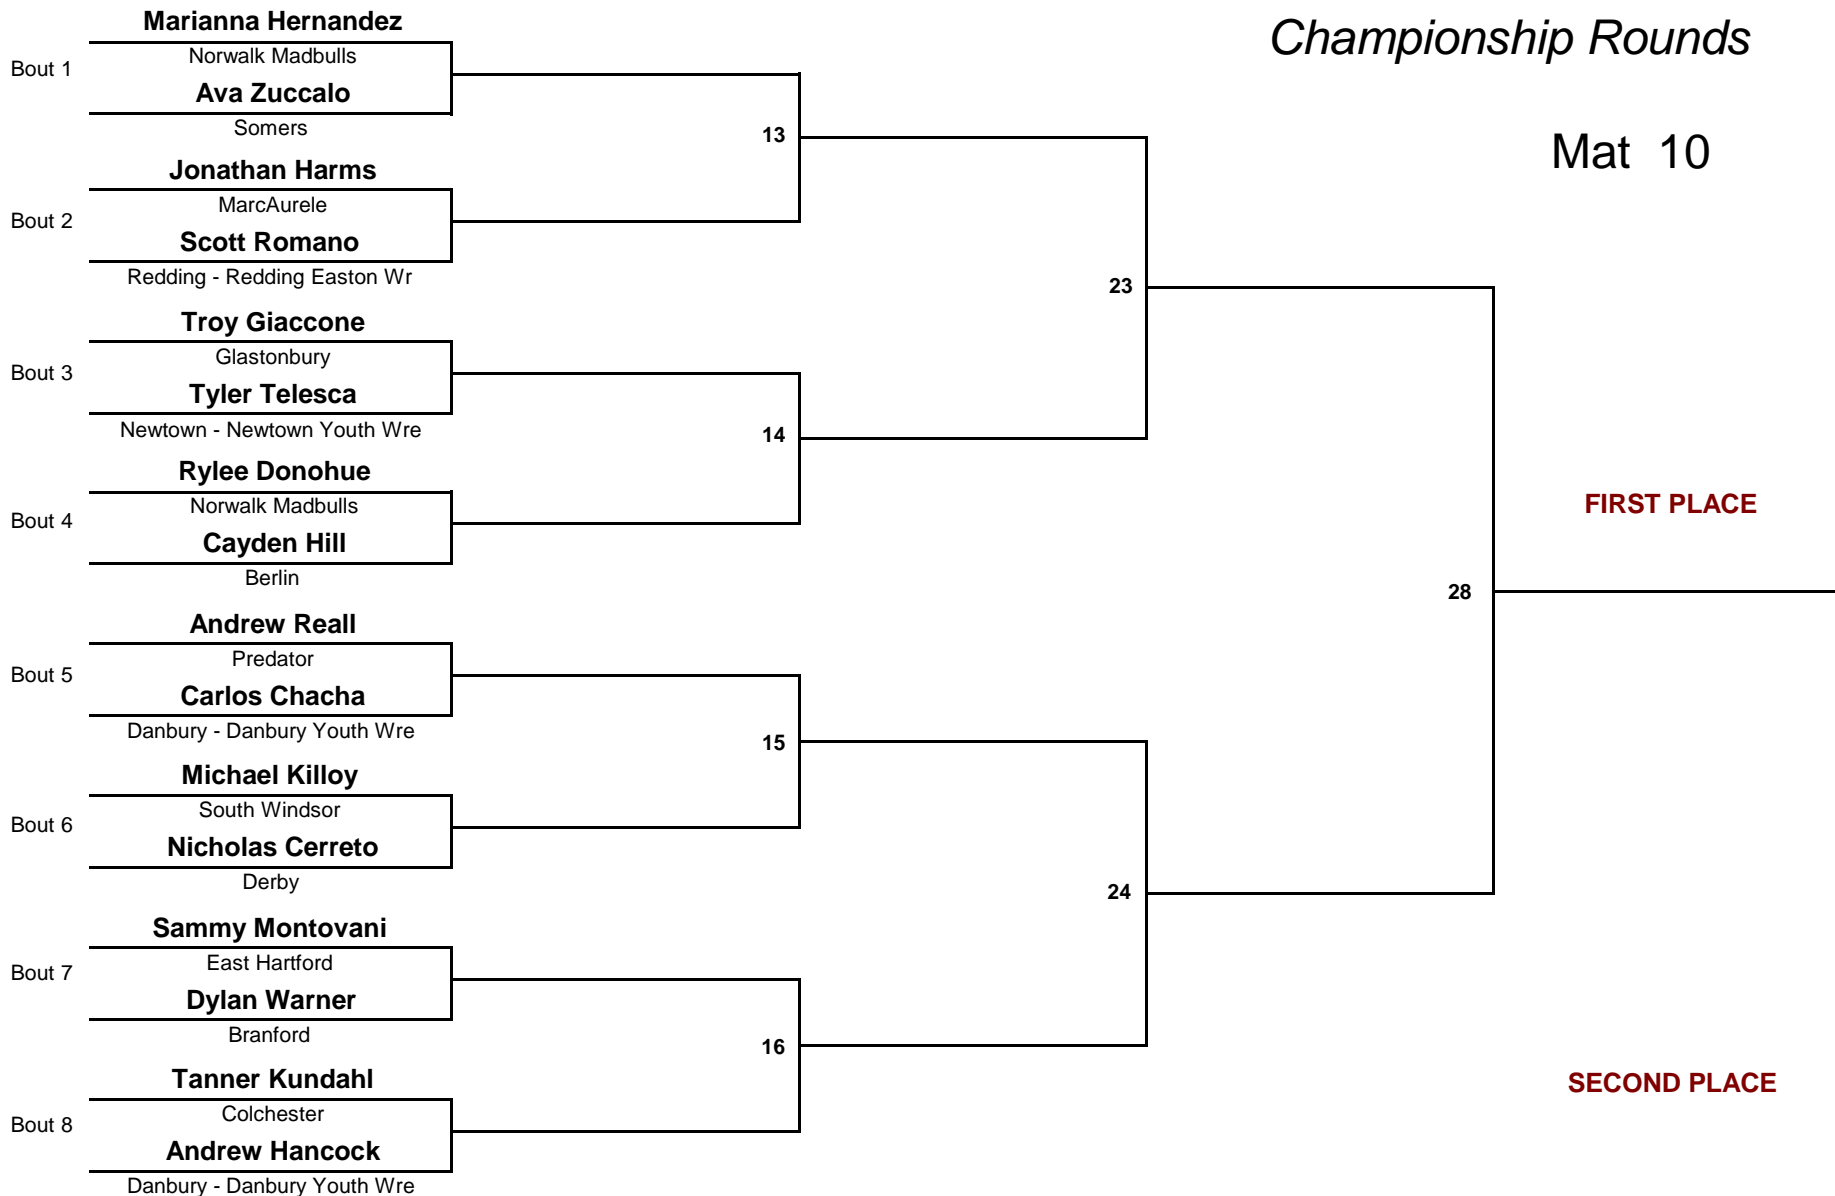 Championship Rounds
Mat 10
Marianna Hernandez
Bout 1
Norwalk Madbulls
Ava Zuccalo
Somers
13
Jonathan Harms
Bout 2
MarcAurele
Scott Romano
Redding - Redding Easton Wr
23
Troy Giaccone
Bout 3
Glastonbury
Tyler Telesca
Newtown - Newtown Youth Wre
14
Rylee Donohue
Bout 4
Norwalk Madbulls
Cayden Hill
Berlin
FIRST PLACE
28
Andrew Reall
Bout 5
Predator
Carlos Chacha
Danbury - Danbury Youth Wre
15
Michael Killoy
Bout 6
South Windsor
Nicholas Cerreto
Derby
24
Sammy Montovani
Bout 7
East Hartford
Dylan Warner
Branford
16
Tanner Kundahl
Bout 8
Colchester
Andrew Hancock
Danbury - Danbury Youth Wre
SECOND PLACE